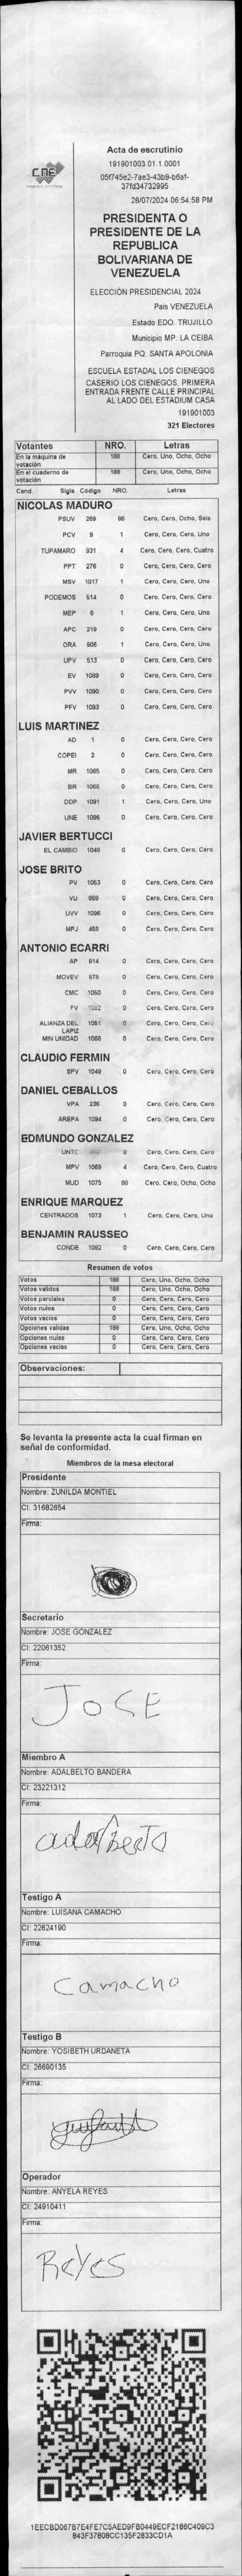 CNE
Acta de escrutinio
191901003.01.1.0001
05f745e2-7ae3-43b9-b6af-
37fd34732995
28/07/2024 06:54:58 PM
PRESIDENTA O
PRESIDENTE DE LA
REPUBLICA
BOLIVARIANA DE
VENEZUELA
ELECCIÓN PRESIDENCIAL 2024
País VENEZUELA
Estado EDO. TRUJILLO
Municipio MP. LA CEIBA
Parroquia PQ. SANTA APOLONIA
ESCUELA ESTADAL LOS CIENEGOS
CASERIO LOS CIENEGOS. PRIMERA
ENTRADA FRENTE CALLE PRINCIPAL
AL LADO DEL ESTADIUM CASA
191901003
321 Electores
Votantes NRO. Letras
En la máquina de votación 188 Cero, Uno, Ocho, Ocho
En el cuaderno de votación 188 Cero, Uno, Ocho, Ocho
Cand. Sigla Código NRO. Letras
NICOLAS MADURO
PSUV 269 86 Cero, Cero, Ocho, Seis
PCV 9 1 Cero, Cero, Cero, Uno
TUPAMARO 931 4 Cero, Cero, Cero, Cuatro
PPT 276 0 Cero, Cero, Cero, Cero
MSV 1017 1 Cero, Cero, Cero, Uno
PODEMOS 514 0 Cero, Cero, Cero, Cero
MEP 6 1 Cero, Cero, Cero, Uno
APC 219 0 Cero, Cero, Cero, Cero
ORA 906 1 Cero, Cero, Cero, Uno
UPV 513 0 Cero, Cero, Cero, Cero
EV 1089 0 Cero, Cero, Cero, Cero
PVV 1090 0 Cero, Cero, Cero, Cero
PFV 1093 0 Cero, Cero, Cero, Cero
LUIS MARTINEZ
AD 1 0 Cero, Cero, Cero, Cero
COPEI 2 0 Cero, Cero, Cero, Cero
MR 1065 0 Cero, Cero, Cero, Cero
BR 1066 0 Cero, Cero, Cero, Cero
DDP 1091 1 Cero, Cero, Cero, Uno
UNE 1095 0 Cero, Cero, Cero, Cero
JAVIER BERTUCCI
EL CAMBIO 1048 0 Cero, Cero, Cero, Cero
JOSE BRITO
PV 1053 0 Cero, Cero, Cero, Cero
VU 868 0 Cero, Cero, Cero, Cero
UVV 1096 0 Cero, Cero, Cero, Cero
MPJ 458 0 Cero, Cero, Cero, Cero
ANTONIO ECARRI
AP 814 0 Cero, Cero, Cero, Cero
MOVEV 978 0 Cero, Cero, Cero, Cero
CMC 1050 0 Cero, Cero, Cero, Cero
FV 0 Cero, Cero, Cero, Cero
ALIANZA DEL LAPIZ 1051 0 Cero, Cero, Cero, Cero
MIN UNIDAD 1088 0 Cero, Cero, Cero, Cero
CLAUDIO FERMIN
SPV 1049 0 Cero, Cero, Cero, Cero
DANIEL CEBALLOS
VPA 236 0 Cero, Cero, Cero, Cero
AREPA 1094 0 Cero, Cero, Cero, Cero
EDMUNDO GONZALEZ
UNTC 0 Cero, Cero, Cero, Cero
MPV 1069 4 Cero, Cero, Cero, Cuatro
MUD 1075 88 Cero, Cero, Ocho, Ocho
ENRIQUE MARQUEZ
CENTRADOS 1073 1 Cero, Cero, Cero, Uno
BENJAMIN RAUSSEO
CONDE 1092 0 Cero, Cero, Cero, Cero
Resumen de votos
Votos 188 Cero, Uno, Ocho, Ocho
Votos validos 188 Cero, Uno, Ocho, Ocho
Votos parciales 0 Cero, Cero, Cero, Cero
Votos nulos 0 Cero, Cero, Cero, Cero
Votos vacios 0 Cero, Cero, Cero, Cero
Opciones validas 188 Cero, Uno, Ocho, Ocho
Opciones nulas 0 Cero, Cero, Cero, Cero
Opciones vacias 0 Cero, Cero, Cero, Cero
Observaciones:
Se levanta la presente acta la cual firman en
señal de conformidad.
Miembros de la mesa electoral
Presidente
Nombre: ZUNILDA MONTIEL
CI: 31682654
Firma:
Secretario
Nombre: JOSE GONZALEZ
CI: 22061352
Firma:
JOSE
Miembro A
Nombre: ADALBELTO BANDERA
CI: 23221312
Firma:
adalberto
Testigo A
Nombre: LUISANA CAMACHO
CI: 22624190
Firma:
Camacho
Testigo B
Nombre: YOSIBETH URDANETA
CI: 26690135
Firma:
Operador
Nombre: ANYELA REYES
CI: 24910411
Firma:
Reyes
1EECBD067B7E4FE7C5AED9FB0449ECF2186C409C3
843F37808CC135F2833CD1A